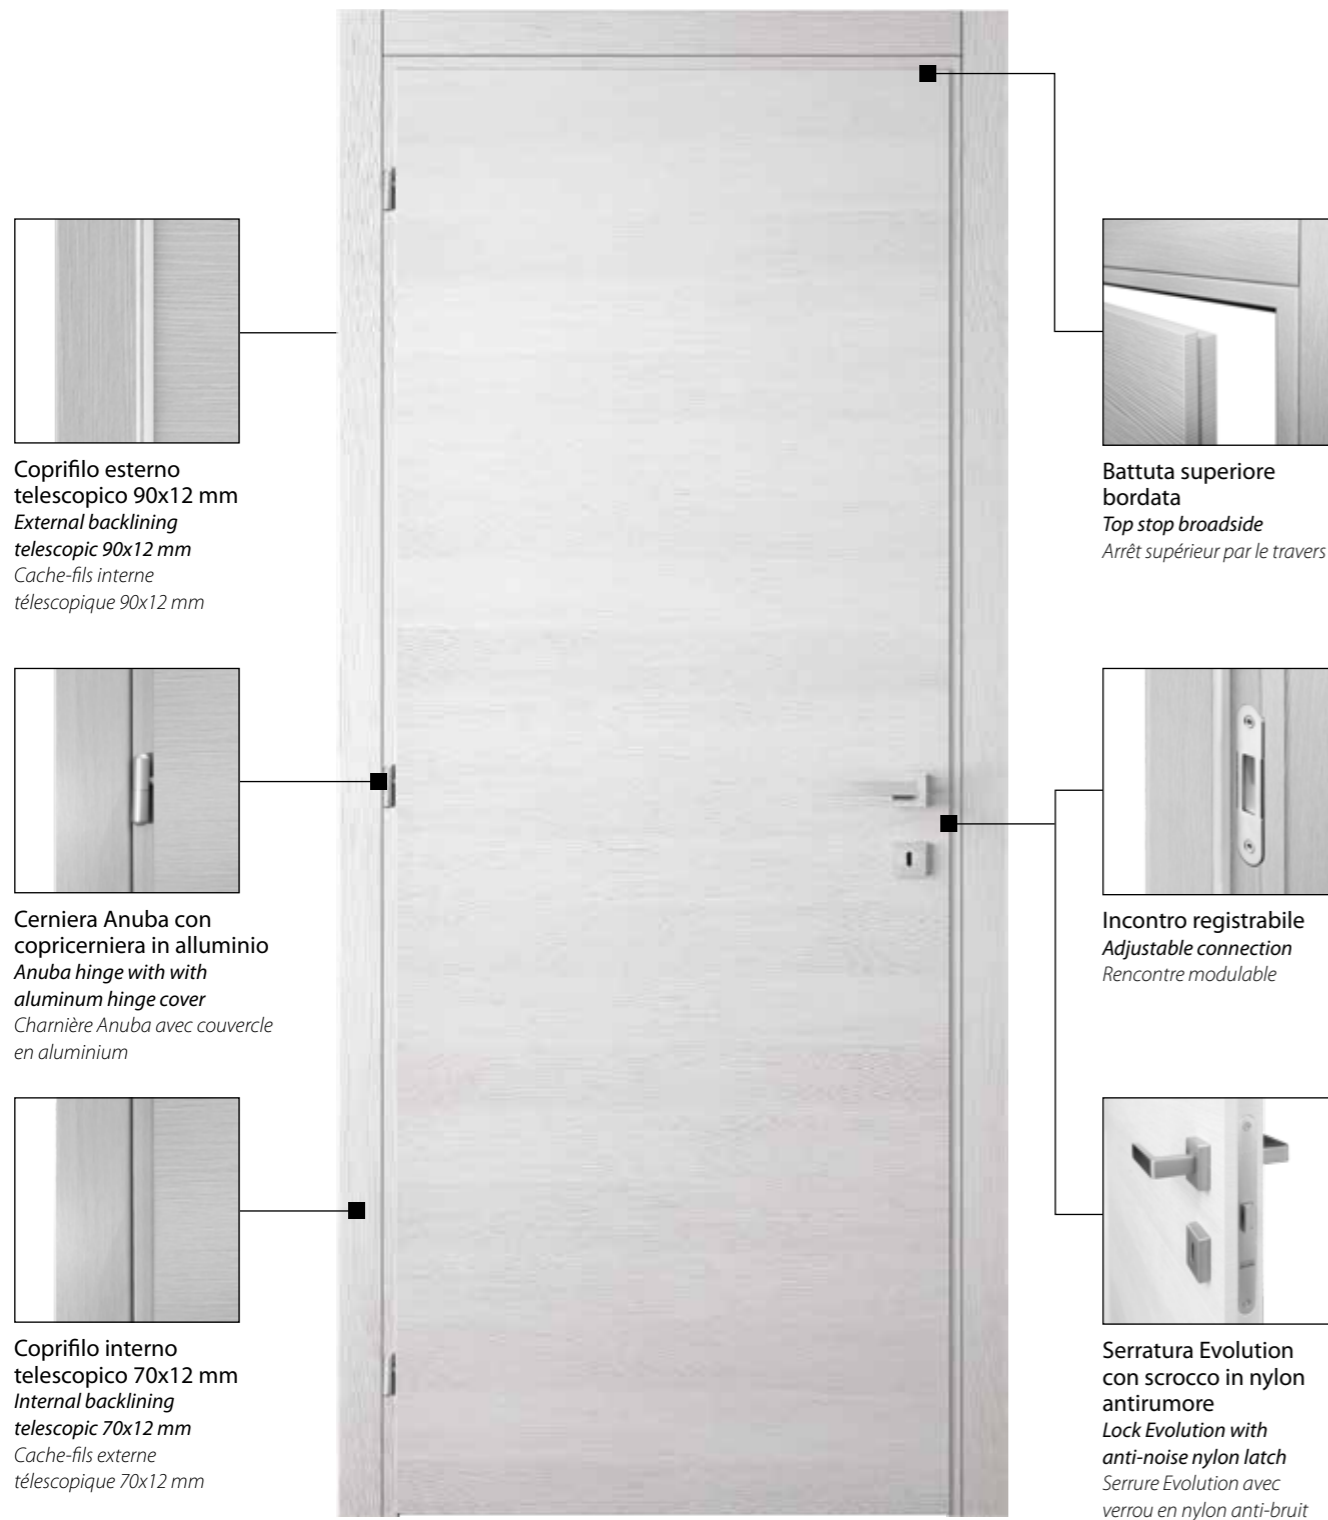 Coprifilo esterno
telescopico 90x12 mm
External backlining
telescopic 90x12 mm
Cache-fils interne
télescopique 90x12 mm
Cerniera Anuba con
copricerniera in alluminio
Anuba hinge with with
aluminum hinge cover
Charnière Anuba avec couvercle
en aluminium
Coprifilo interno
telescopico 70x12 mm
Internal backlining
telescopic 70x12 mm
Cache-fils externe
télescopique 70x12 mm
Battuta superiore
bordata
Top stop broadside
Arrêt supérieur par le travers
Incontro registrabile
Adjustable connection
Rencontre modulable
Serratura Evolution
con scrocco in nylon
antirumore
Lock Evolution with
anti-noise nylon latch
Serrure Evolution avec
verrou en nylon anti-bruit